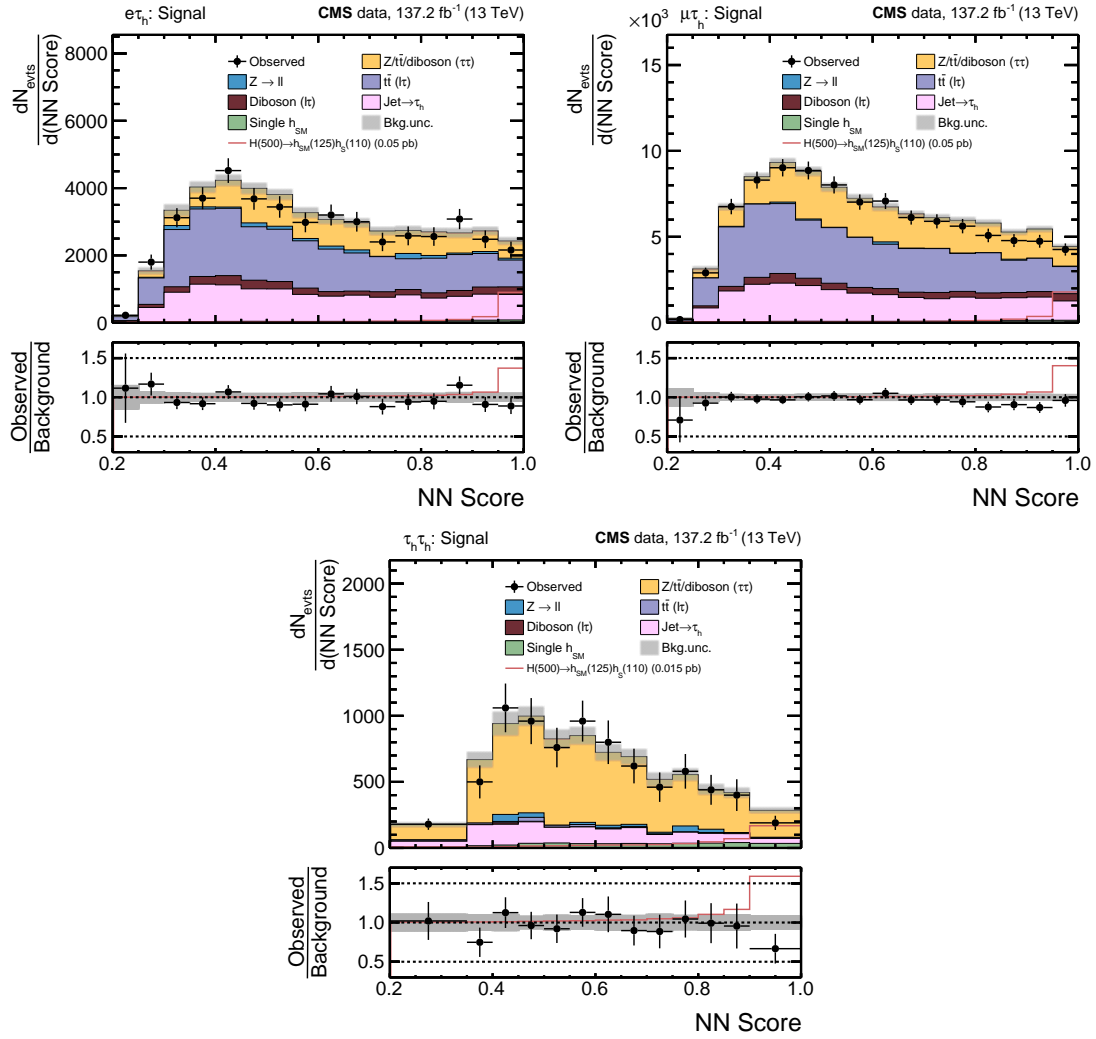 eτh: Signal
CMS data, 137.2 fb-1 (13 TeV)
dNevts
d(NN Score)
8000
6000
4000
2000
0
Observed
Z → ll
Diboson (lτ)
Single hSM
Z/tt̄/diboson (ττ)
tt̄ (lτ)
Jet→τh
Bkg.unc.
H(500)→hSM(125)hS(110) (0.05 pb)
Observed
Background
1.5
1.0
0.5
0.2 0.4 0.6 0.8 1.0
NN Score
μτh: Signal
CMS data, 137.2 fb-1 (13 TeV)
×10³
dNevts
d(NN Score)
15
10
5
0
Observed
Z → ll
Diboson (lτ)
Single hSM
Z/tt̄/diboson (ττ)
tt̄ (lτ)
Jet→τh
Bkg.unc.
H(500)→hSM(125)hS(110) (0.05 pb)
Observed
Background
1.5
1.0
0.5
0.2 0.4 0.6 0.8 1.0
NN Score
τhτh: Signal
CMS data, 137.2 fb-1 (13 TeV)
dNevts
d(NN Score)
2000
1500
1000
500
0
Observed
Z → ll
Diboson (lτ)
Single hSM
Z/tt̄/diboson (ττ)
tt̄ (lτ)
Jet→τh
Bkg.unc.
H(500)→hSM(125)hS(110) (0.015 pb)
Observed
Background
1.5
1.0
0.5
0.2 0.4 0.6 0.8 1.0
NN Score